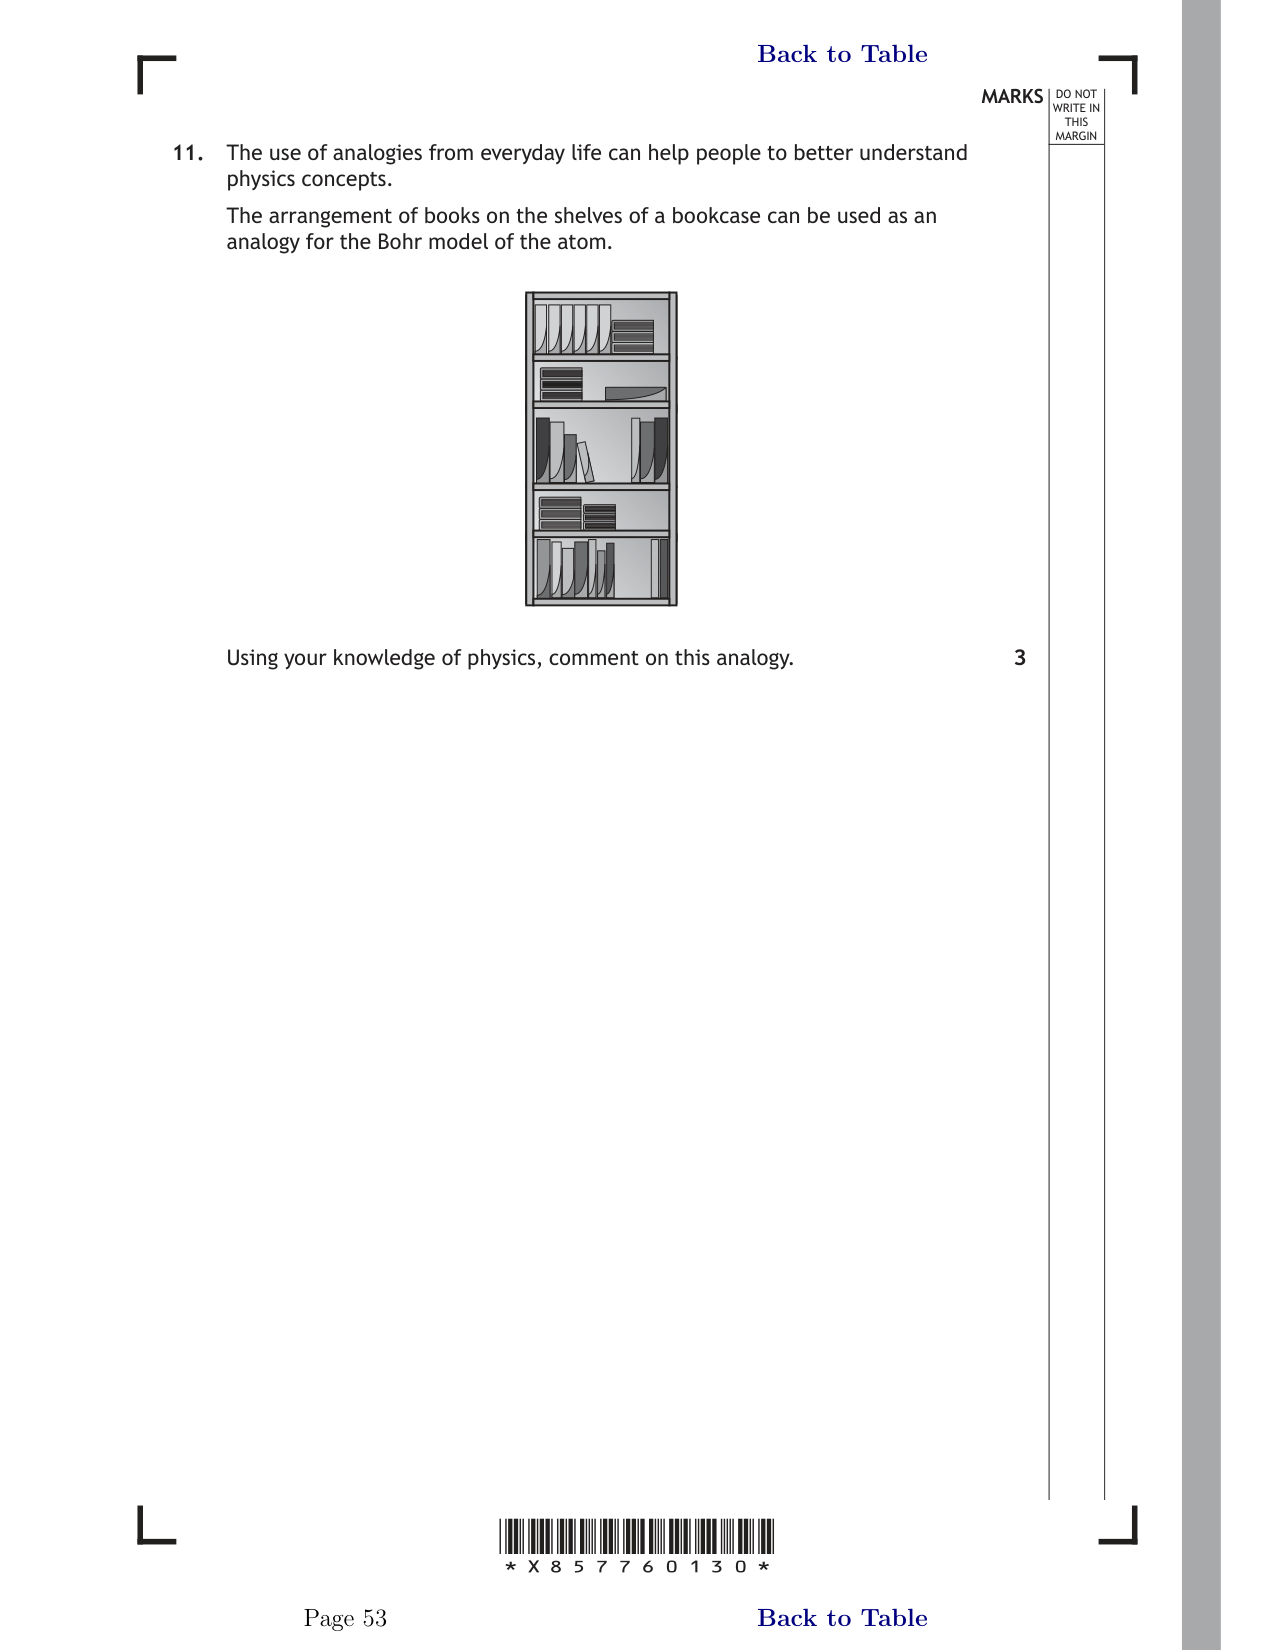 Back to Table
MARKS
DO NOT
WRITE IN
THIS
MARGIN
11. The use of analogies from everyday life can help people to better understand
physics concepts.
The arrangement of books on the shelves of a bookcase can be used as an
analogy for the Bohr model of the atom.
Using your knowledge of physics, comment on this analogy. 3
*X857760130*
Page 53
Back to Table